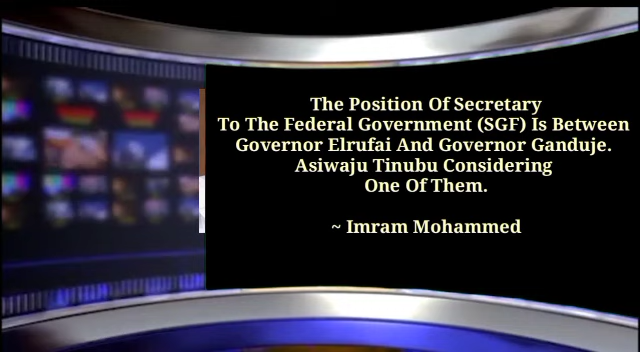 The Position Of Secretary
To The Federal Government (SGF) Is Between
Governor Elrufai And Governor Ganduje.
Asiwaju Tinubu Considering
One Of Them.
~ Imram Mohammed